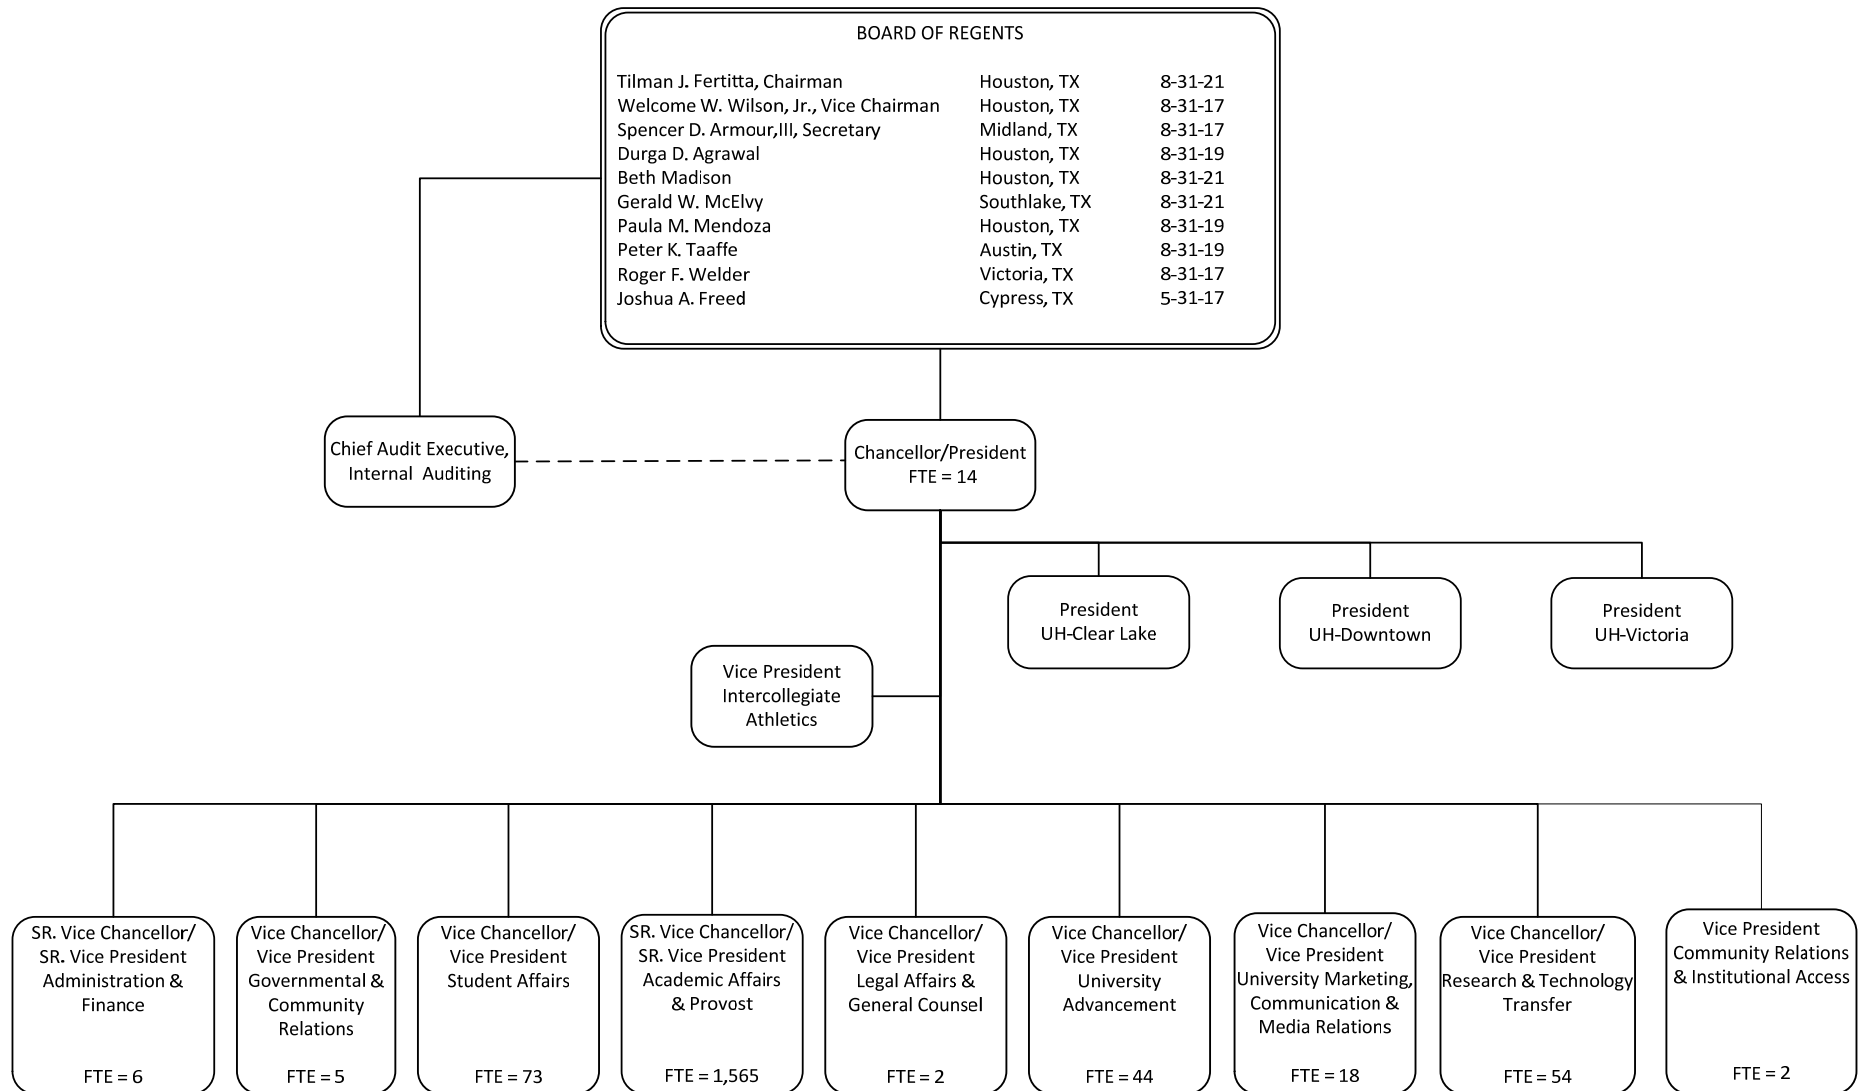 BOARD OF REGENTS
Tilman J. Fertitta, Chairman Houston, TX 8-31-21
Welcome W. Wilson, Jr., Vice Chairman Houston, TX 8-31-17
Spencer D. Armour,III, Secretary Midland, TX 8-31-17
Durga D. Agrawal Houston, TX 8-31-19
Beth Madison Houston, TX 8-31-21
Gerald W. McElvy Southlake, TX 8-31-21
Paula M. Mendoza Houston, TX 8-31-19
Peter K. Taaffe Austin, TX 8-31-19
Roger F. Welder Victoria, TX 8-31-17
Joshua A. Freed Cypress, TX 5-31-17
Chief Audit Executive,
Internal Auditing
Chancellor/President
FTE = 14
President
UH-Clear Lake
President
UH-Downtown
President
UH-Victoria
Vice President
Intercollegiate
Athletics
SR. Vice Chancellor/
SR. Vice President
Administration &
Finance
FTE = 6
Vice Chancellor/
Vice President
Governmental &
Community
Relations
FTE = 5
Vice Chancellor/
Vice President
Student Affairs
FTE = 73
SR. Vice Chancellor/
SR. Vice President
Academic Affairs
& Provost
FTE = 1,565
Vice Chancellor/
Vice President
Legal Affairs &
General Counsel
FTE = 2
Vice Chancellor/
Vice President
University
Advancement
FTE = 44
Vice Chancellor/
Vice President
University Marketing,
Communication &
Media Relations
FTE = 18
Vice Chancellor/
Vice President
Research & Technology
Transfer
FTE = 54
Vice President
Community Relations
& Institutional Access
FTE = 2